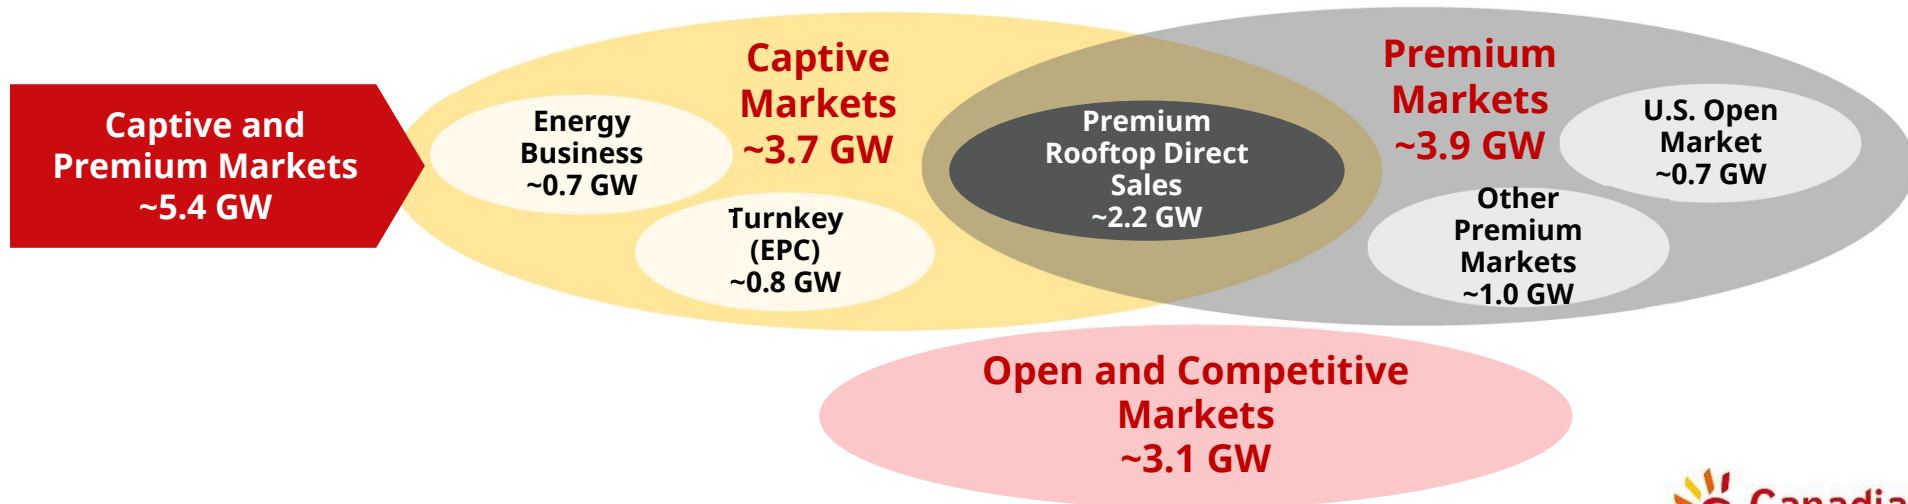 Captive and
Premium Markets
~5.4 GW
Captive
Markets
~3.7 GW
Energy
Business
~0.7 GW
Turnkey
(EPC)
~0.8 GW
Premium
Rooftop Direct
Sales
~2.2 GW
Premium
Markets
~3.9 GW
U.S. Open
Market
~0.7 GW
Other
Premium
Markets
~1.0 GW
Open and Competitive
Markets
~3.1 GW